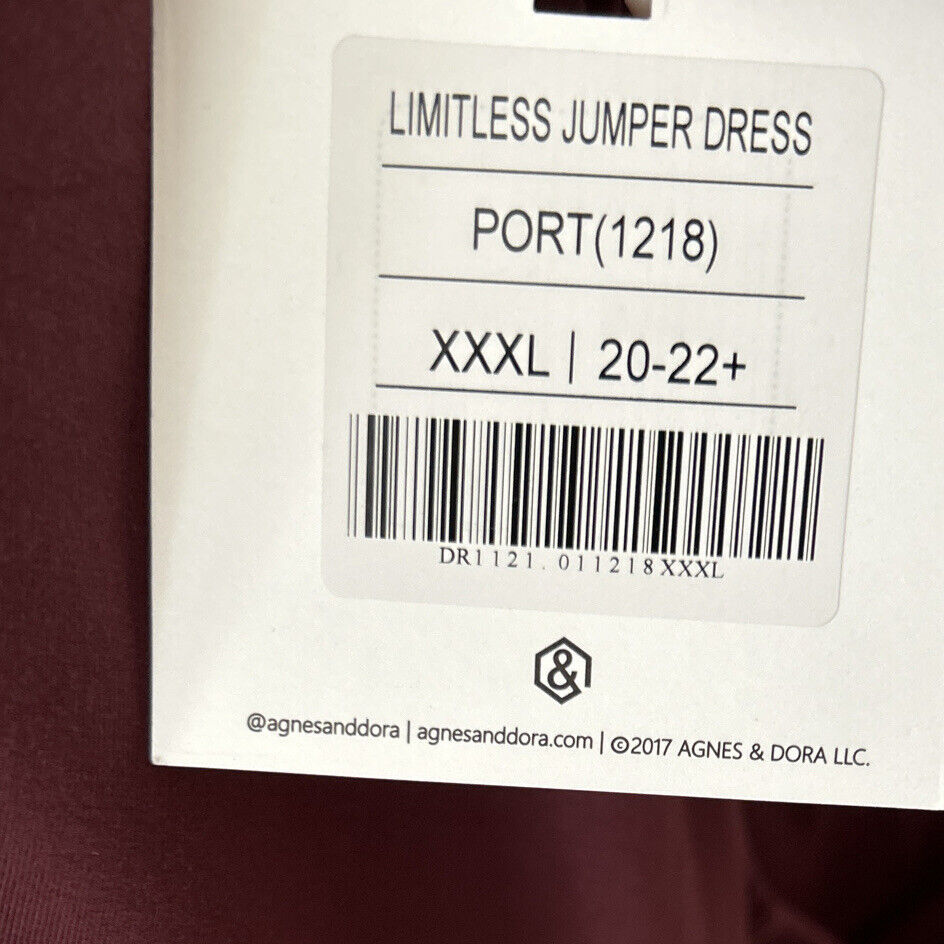 LIMITLESS JUMPER DRESS
PORT(1218)
XXXL | 20-22+
DR1121.011218XXXL
&
@agnesanddora | agnesanddora.com | ©2017 AGNES & DORA LLC.